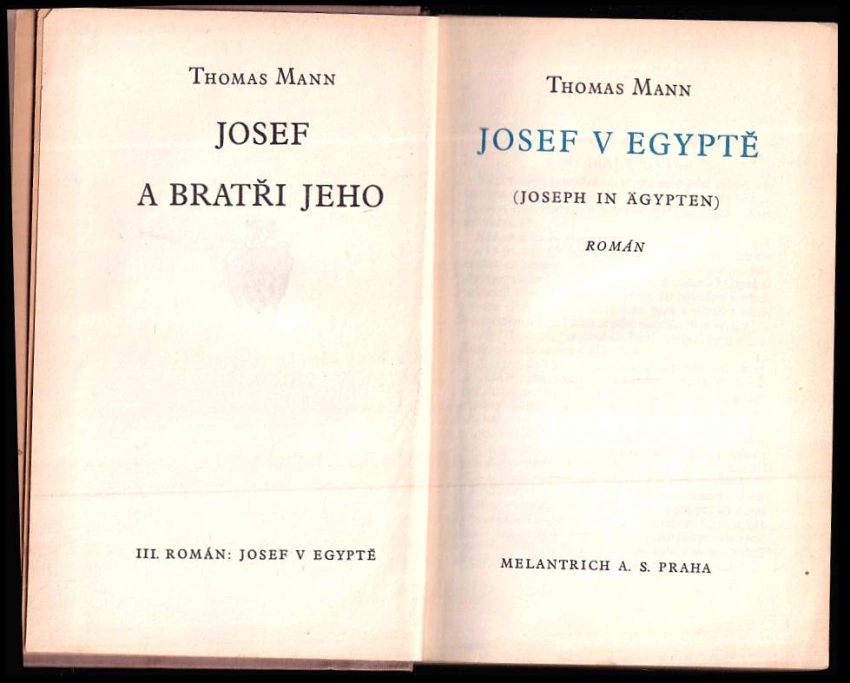 Thomas Mann
JOSEF
A BRATŘI JEHO
III. ROMÁN: JOSEF V EGYPTĚ
Thomas Mann
JOSEF V EGYPTĚ
(JOSEPH IN ÄGYPTEN)
ROMÁN
MELANTRICH A. S. PRAHA